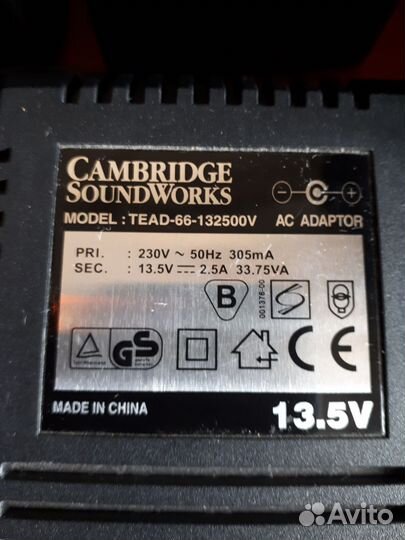 CAMBRIDGE
SOUNDWORKS
MODEL : TEAD-66-132500V AC ADAPTOR
PRI. : 230V ~ 50Hz 305mA
SEC. : 13.5V ⎓ 2.5A 33.75VA
B
001376-00
GS
CE
MADE IN CHINA
13.5V
Avito